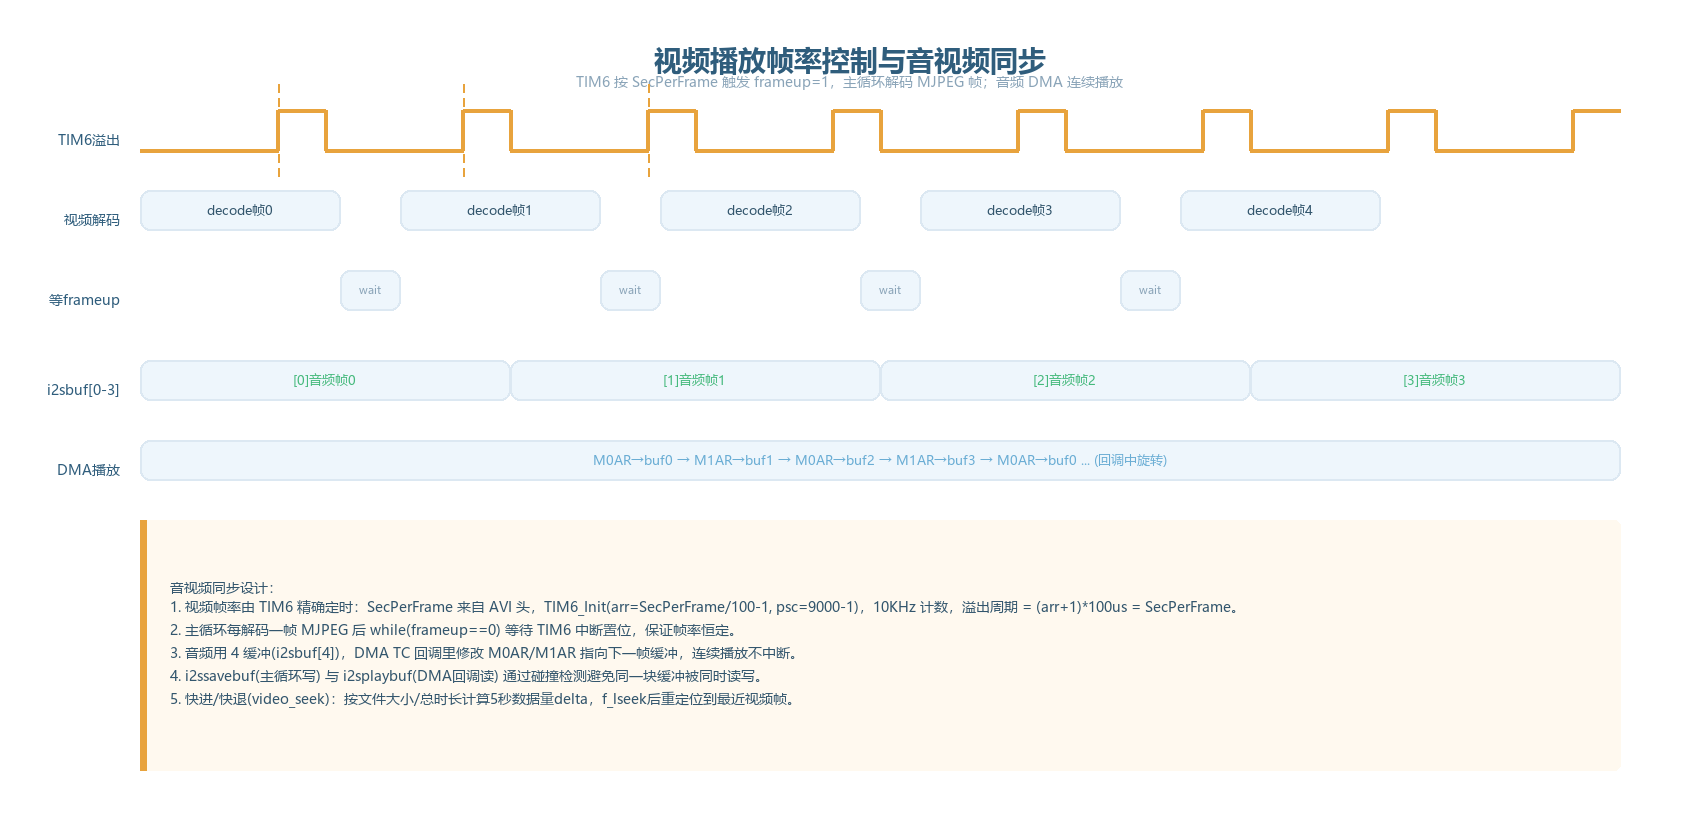 视频播放帧率控制与音视频同步
TIM6 按 SecPerFrame 触发 frameup=1，主循环解码 MJPEG 帧；音频 DMA 连续播放
TIM6溢出
视频解码
decode帧0
decode帧1
decode帧2
decode帧3
decode帧4
等frameup
wait
wait
wait
wait
i2sbuf[0-3]
[0]音频帧0
[1]音频帧1
[2]音频帧2
[3]音频帧3
DMA播放
M0AR→buf0 → M1AR→buf1 → M0AR→buf2 → M1AR→buf3 → M0AR→buf0 ... (回调中旋转)
音视频同步设计：
1. 视频帧率由 TIM6 精确定时：SecPerFrame 来自 AVI 头，TIM6_Init(arr=SecPerFrame/100-1, psc=9000-1)，10KHz 计数，溢出周期 = (arr+1)*100us = SecPerFrame。
2. 主循环每解码一帧 MJPEG 后 while(frameup==0) 等待 TIM6 中断置位，保证帧率恒定。
3. 音频用 4 缓冲(i2sbuf[4])，DMA TC 回调里修改 M0AR/M1AR 指向下一帧缓冲，连续播放不中断。
4. i2ssavebuf(主循环写) 与 i2splaybuf(DMA回调读) 通过碰撞检测避免同一块缓冲被同时读写。
5. 快进/快退(video_seek)：按文件大小/总时长计算5秒数据量delta，f_lseek后重定位到最近视频帧。